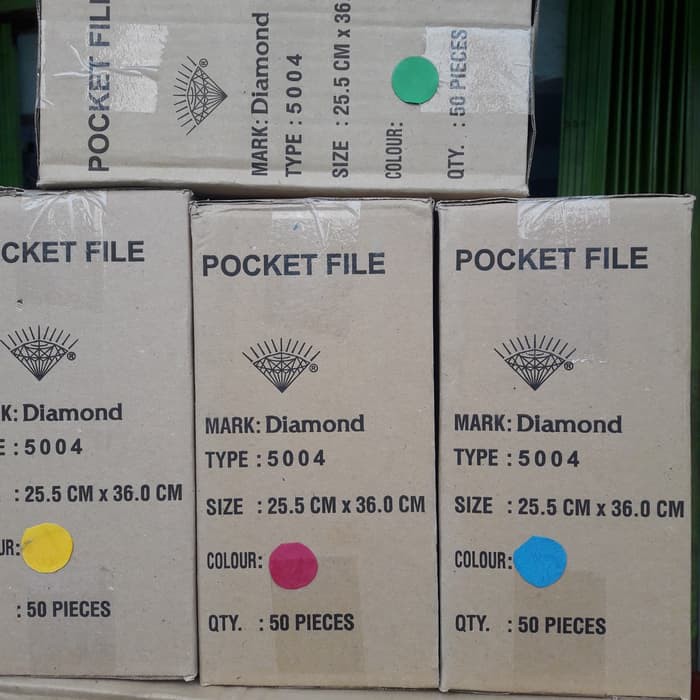 POCKET FIL
®
MARK: Diamond
TYPE : 5004
SIZE : 25.5 CM x 36
COLOUR:
QTY. : 50 PIECES
CKET FILE
®
K: Diamond
E : 5004
: 25.5 CM x 36.0 CM
UR:
: 50 PIECES
POCKET FILE
®
MARK: Diamond
TYPE : 5004
SIZE : 25.5 CM x 36.0 CM
COLOUR:
QTY. : 50 PIECES
POCKET FILE
®
MARK: Diamond
TYPE : 5004
SIZE : 25.5 CM x 36.0 CM
COLOUR:
QTY. : 50 PIECES